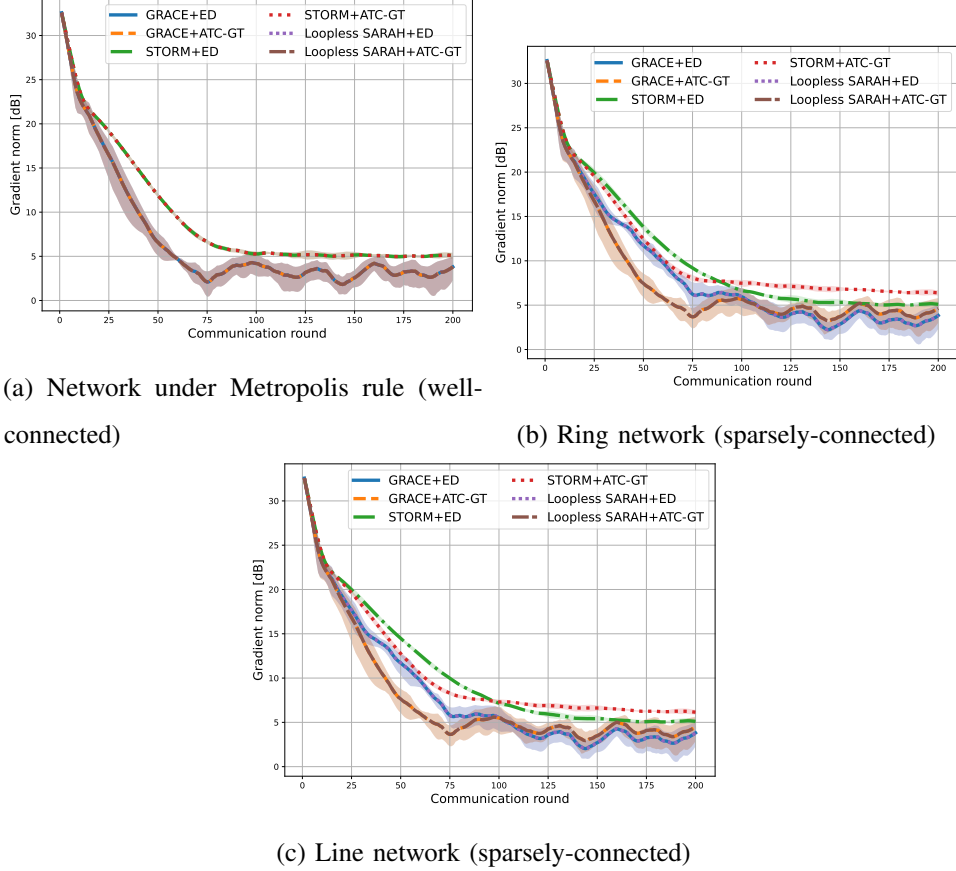 GRACE+ED
GRACE+ATC-GT
STORM+ED
STORM+ATC-GT
Loopless SARAH+ED
Loopless SARAH+ATC-GT
Gradient norm [dB]
30
25
20
15
10
5
0
0 25 50 75 100 125 150 175 200
Communication round
(a) Network under Metropolis rule (well-
connected)
GRACE+ED
GRACE+ATC-GT
STORM+ED
STORM+ATC-GT
Loopless SARAH+ED
Loopless SARAH+ATC-GT
Gradient norm [dB]
30
25
20
15
10
5
0
0 25 50 75 100 125 150 175 200
Communication round
(b) Ring network (sparsely-connected)
GRACE+ED
GRACE+ATC-GT
STORM+ED
STORM+ATC-GT
Loopless SARAH+ED
Loopless SARAH+ATC-GT
Gradient norm [dB]
30
25
20
15
10
5
0
0 25 50 75 100 125 150 175 200
Communication round
(c) Line network (sparsely-connected)